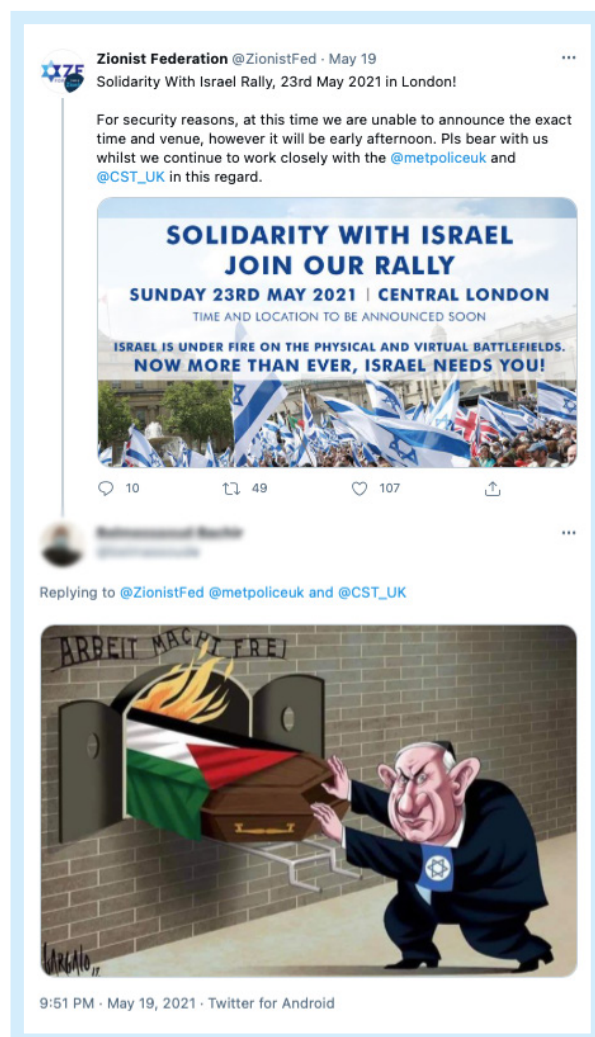 Zionist Federation @ZionistFed · May 19
Solidarity With Israel Rally, 23rd May 2021 in London!
For security reasons, at this time we are unable to announce the exact
time and venue, however it will be early afternoon. Pls bear with us
whilst we continue to work closely with the @metpoliceuk and
@CST_UK in this regard.
SOLIDARITY WITH ISRAEL
JOIN OUR RALLY
SUNDAY 23RD MAY 2021 | CENTRAL LONDON
TIME AND LOCATION TO BE ANNOUNCED SOON
ISRAEL IS UNDER FIRE ON THE PHYSICAL AND VIRTUAL BATTLEFIELDS.
NOW MORE THAN EVER, ISRAEL NEEDS YOU!
10 49 107
Replying to @ZionistFed @metpoliceuk and @CST_UK
ARBEIT MACHT FREI
9:51 PM · May 19, 2021 · Twitter for Android